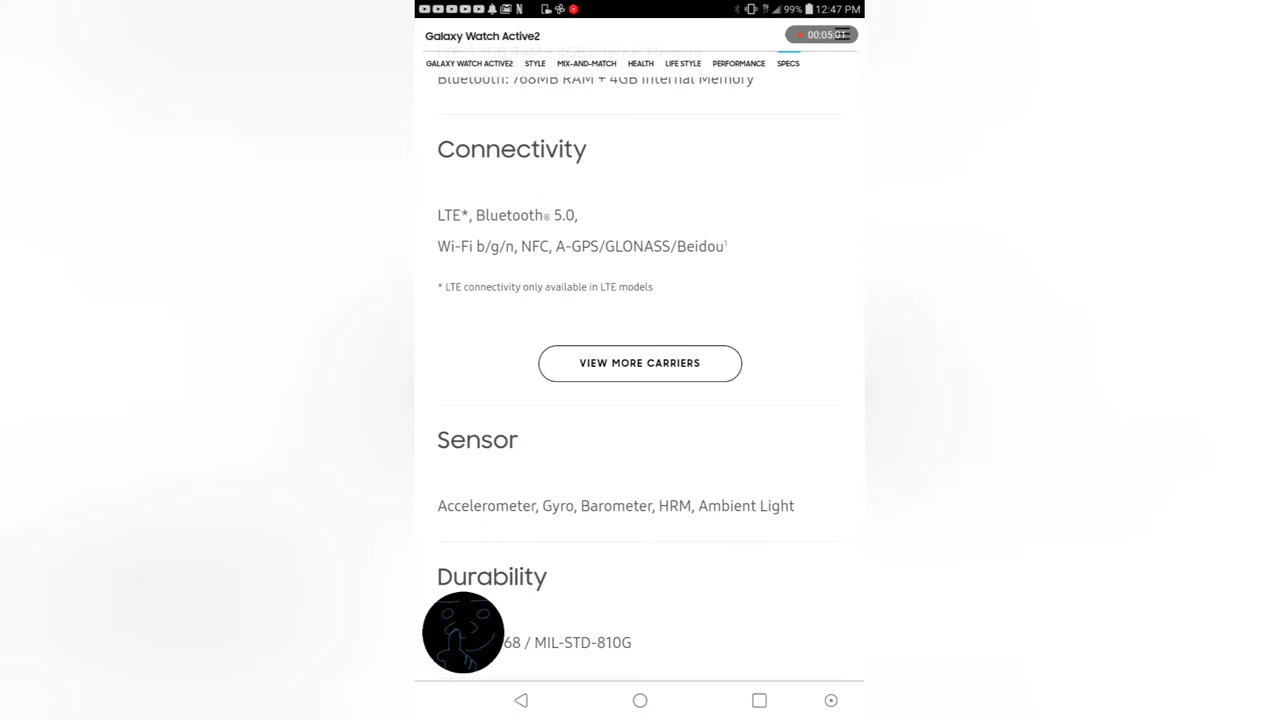 99% 12:47 PM
Galaxy Watch Active2
00:05:01
GALAXY WATCH ACTIVE2 STYLE MIX-AND-MATCH HEALTH LIFE STYLE PERFORMANCE SPECS
Bluetooth: 768MB RAM + 4GB Internal Memory
Connectivity
LTE*, Bluetooth® 5.0,
Wi-Fi b/g/n, NFC, A-GPS/GLONASS/Beidou¹
* LTE connectivity only available in LTE models
VIEW MORE CARRIERS
Sensor
Accelerometer, Gyro, Barometer, HRM, Ambient Light
Durability
68 / MIL-STD-810G